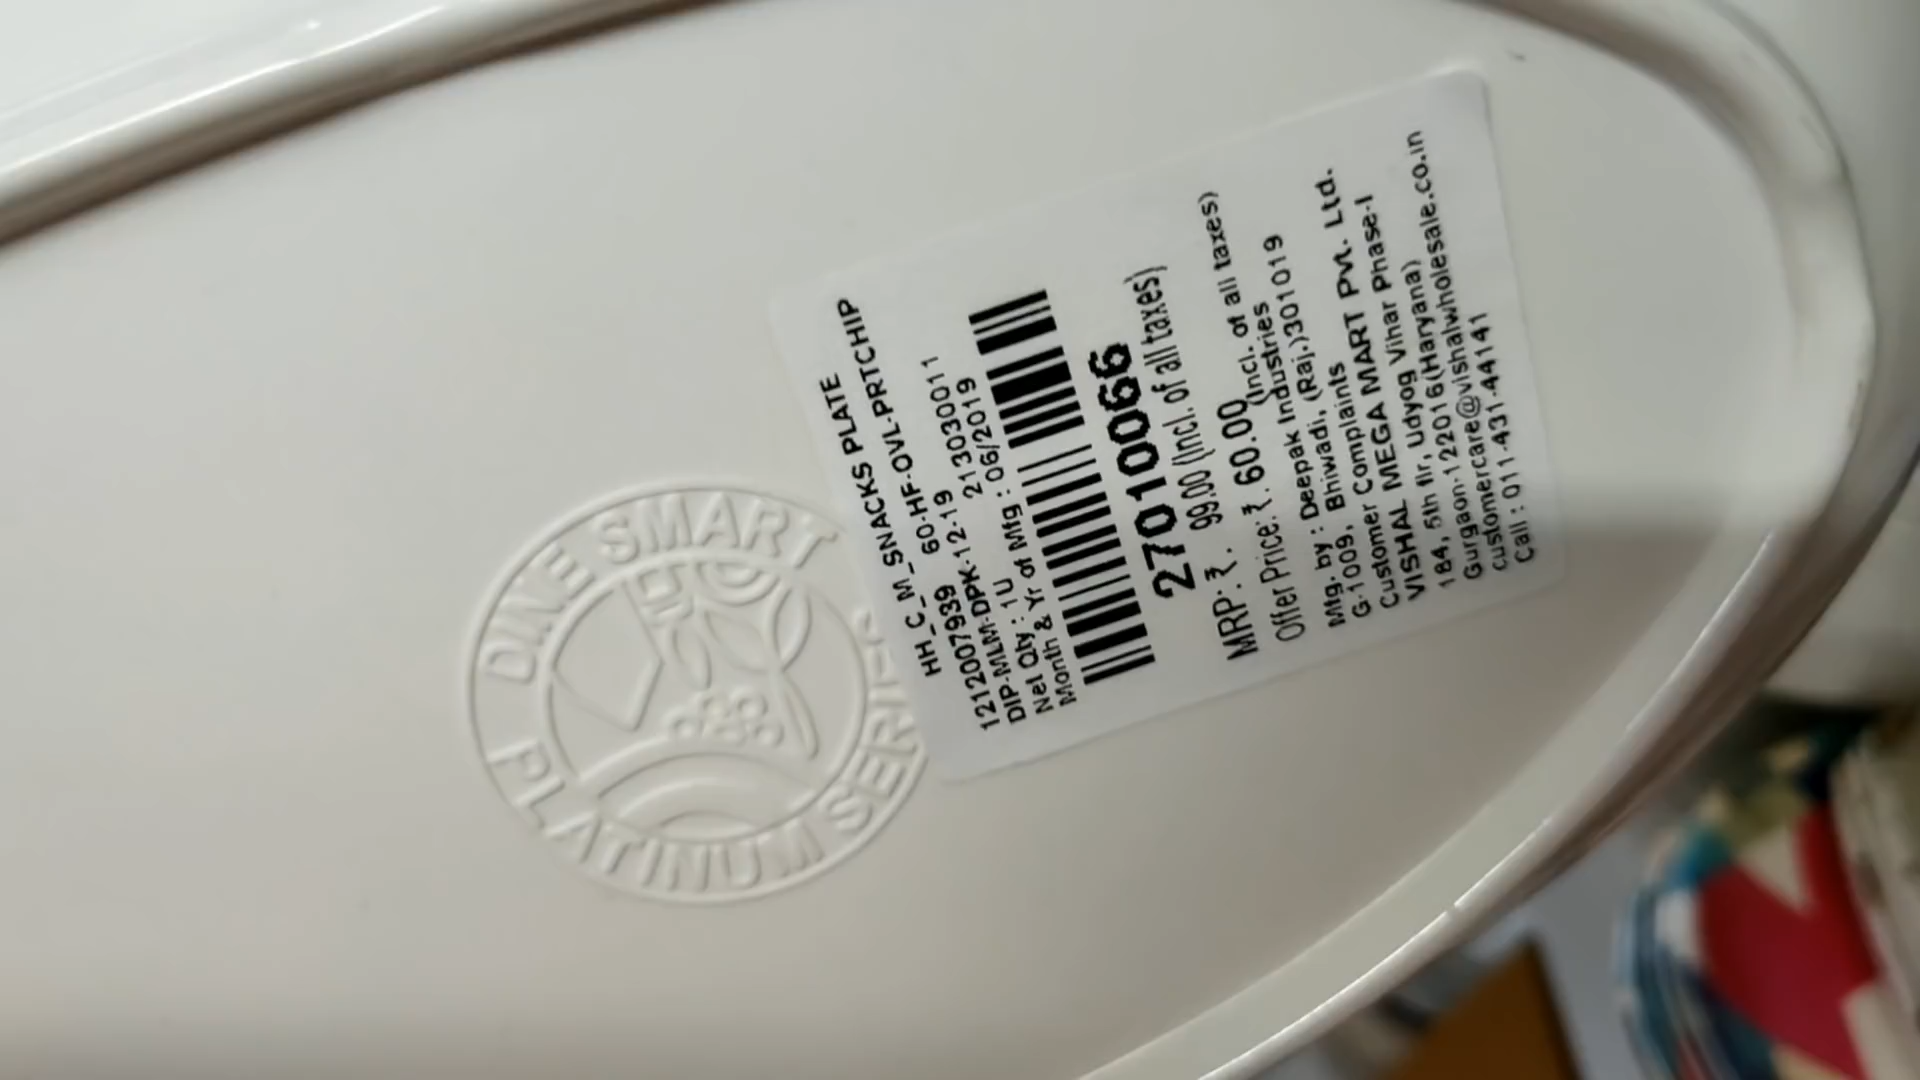 DINE SMART
PLATINUM SERIES
HH_C_M_SNACKS PLATE
1212007939 60-HF-OVL-PRTCHIP
DIP-MLM-DPK-12-19
Net Qty : 1U 2130300011
Month & Yr of Mfg : 06/2019
27010066
MRP: ₹. 99.00 (Incl. of all taxes)
Offer Price: ₹. 60.00 (Incl. of all taxes)
Mfg. by : Deepak Industries
G-1009, Bhiwadi, (Raj.)301019
Customer Complaints
VISHAL MEGA MART Pvt. Ltd.
184, 5th flr, Udyog Vihar Phase-I
Gurgaon-122016(Haryana)
customercare@vishalwholesale.co.in
Call : 011-431-44141